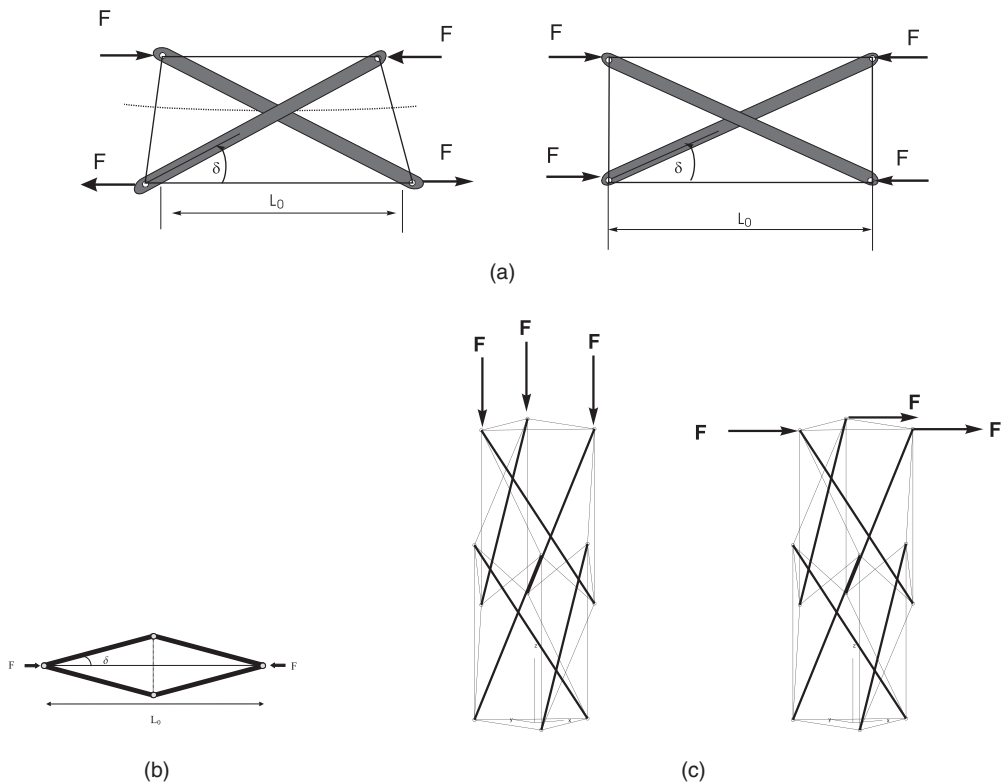 F F F F
F F F F
δ δ
L₀ L₀
(a)
F F F
F F F
z z
F δ F
y x y x
L₀
(b) (c)